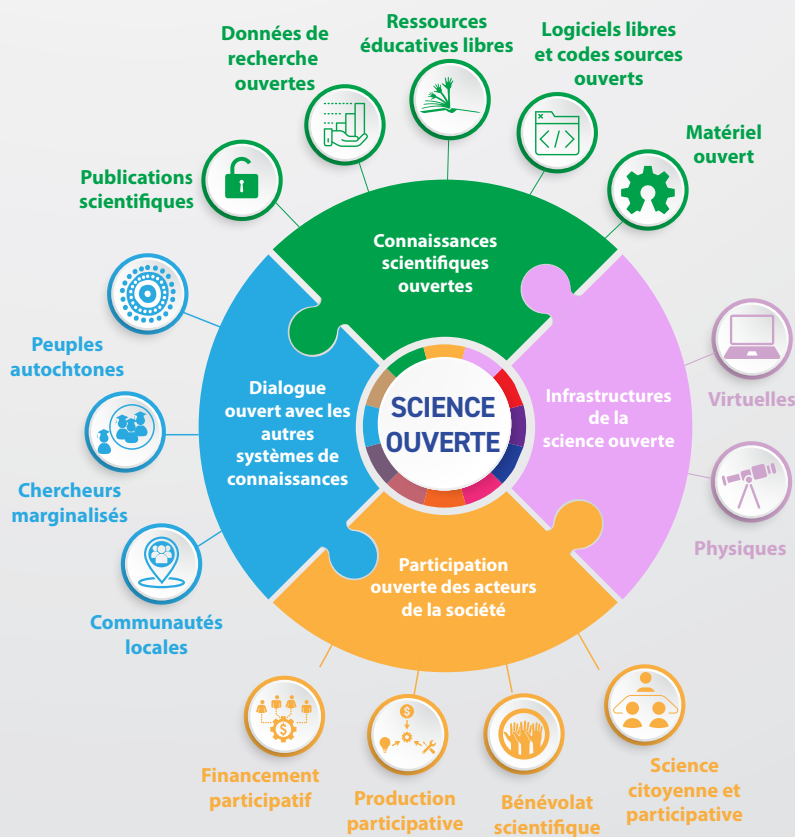 Données de
recherche
ouvertes
Ressources
éducatives libres
Logiciels libres
et codes sources
ouverts
Matériel
ouvert
Publications
scientifiques
Connaissances
scientifiques
ouvertes
Peuples
autochtones
Dialogue
ouvert avec les
autres
systèmes de
connaissances
SCIENCE
OUVERTE
Infrastructures
de la
science ouverte
Virtuelles
Physiques
Chercheurs
marginalisés
Communautés
locales
Participation
ouverte des acteurs
de la société
Financement
participatif
Production
participative
Bénévolat
scientifique
Science
citoyenne et
participative